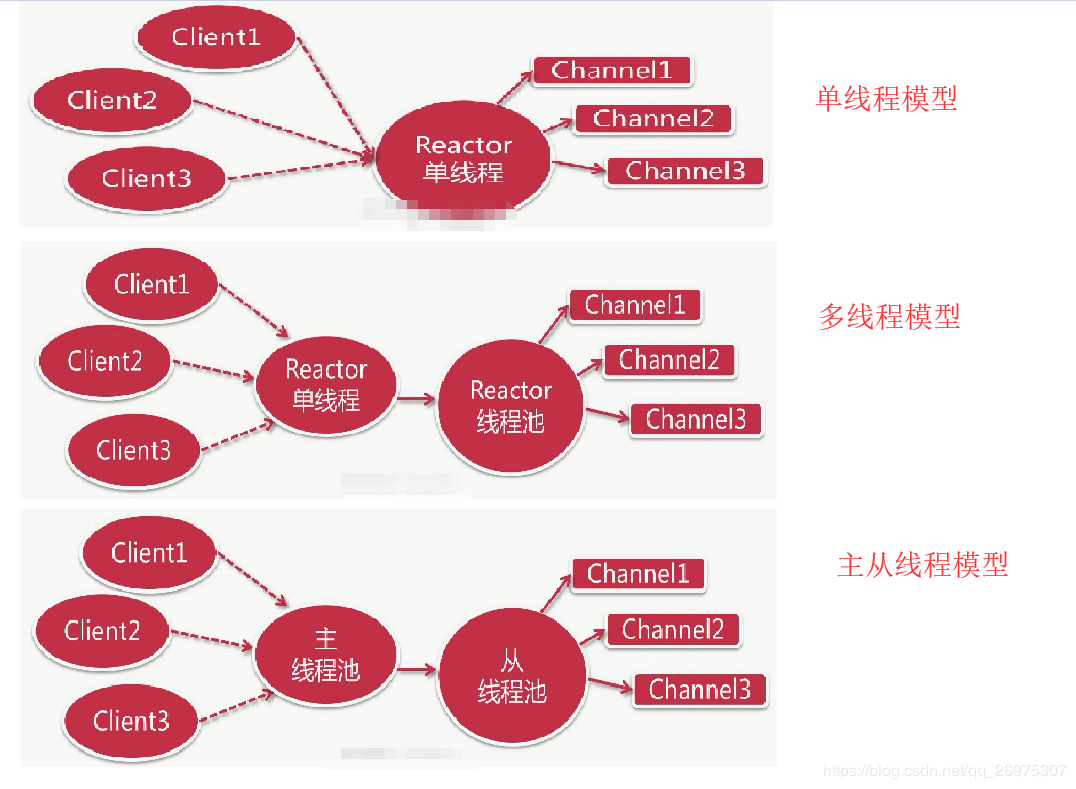 Client1
Client2
Client3
Reactor
单线程
Channel1
Channel2
Channel3
单线程模型
Client1
Client2
Client3
Reactor
单线程
Reactor
线程池
Channel1
Channel2
Channel3
多线程模型
Client1
Client2
Client3
主
线程池
从
线程池
Channel1
Channel2
Channel3
主从线程模型
https://blog.csdn.net/qq_26975307